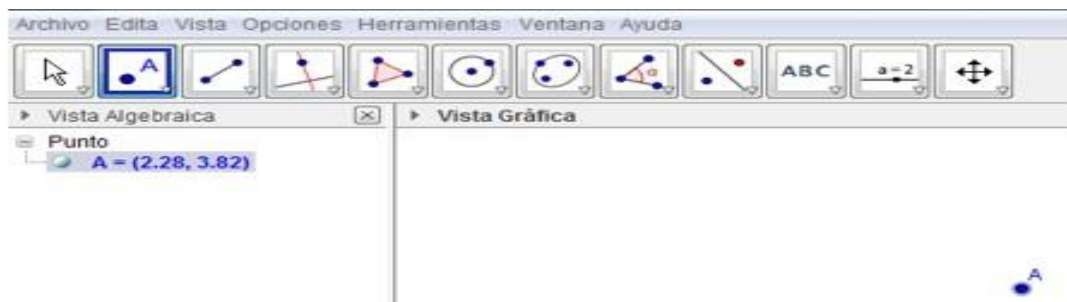 Archivo Edita Vista Opciones Herramientas Ventana Ayuda
A ABC a=2
Vista Algebraica Vista Gráfica
Punto
A = (2.28, 3.82)
A